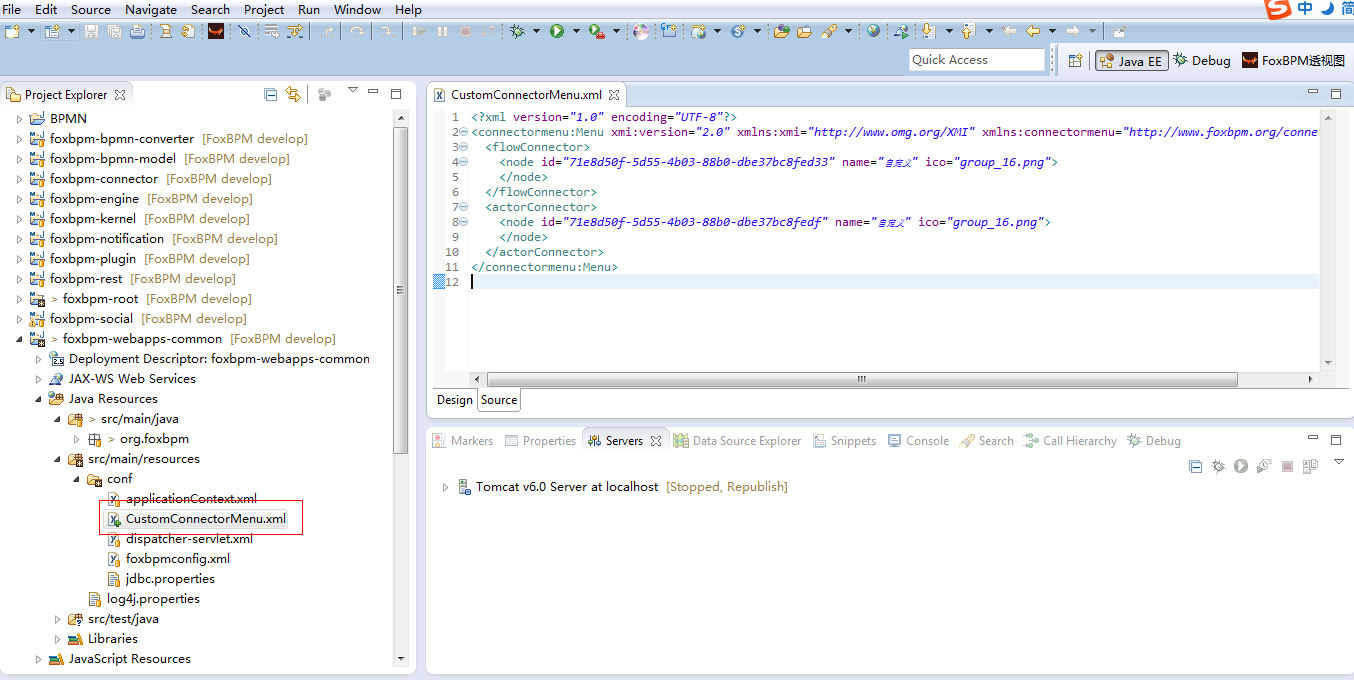 File Edit Source Navigate Search Project Run Window Help
中 简
Quick Access
Java EE Debug FoxBPM透视图
Project Explorer
BPMN
foxbpm-bpmn-converter [FoxBPM develop]
foxbpm-bpmn-model [FoxBPM develop]
foxbpm-connector [FoxBPM develop]
foxbpm-engine [FoxBPM develop]
foxbpm-kernel [FoxBPM develop]
foxbpm-notification [FoxBPM develop]
foxbpm-plugin [FoxBPM develop]
foxbpm-rest [FoxBPM develop]
> foxbpm-root [FoxBPM develop]
foxbpm-social [FoxBPM develop]
> foxbpm-webapps-common [FoxBPM develop]
Deployment Descriptor: foxbpm-webapps-common
JAX-WS Web Services
Java Resources
> src/main/java
> org.foxbpm
src/main/resources
conf
applicationContext.xml
CustomConnectorMenu.xml
dispatcher-servlet.xml
foxbpmconfig.xml
jdbc.properties
log4j.properties
src/test/java
Libraries
JavaScript Resources
CustomConnectorMenu.xml
1 <?xml version="1.0" encoding="UTF-8"?>
2 <connectormenu:Menu xmi:version="2.0" xmlns:xmi="http://www.omg.org/XMI" xmlns:connectormenu="http://www.foxbpm.org/conne
3 <flowConnector>
4 <node id="71e8d50f-5d55-4b03-88b0-dbe37bc8fed33" name="自定义" ico="group_16.png">
5 </node>
6 </flowConnector>
7 <actorConnector>
8 <node id="71e8d50f-5d55-4b03-88b0-dbe37bc8fedf" name="自定义" ico="group_16.png">
9 </node>
10 </actorConnector>
11 </connectormenu:Menu>
12
Design Source
Markers Properties Servers Data Source Explorer Snippets Console Search Call Hierarchy Debug
Tomcat v6.0 Server at localhost [Stopped, Republish]